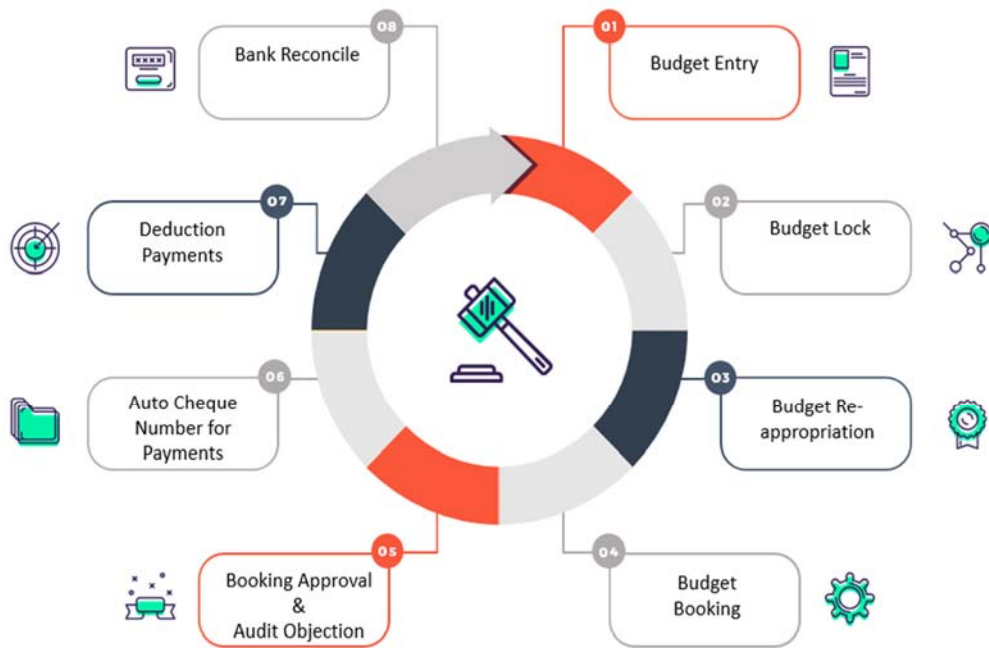 01
Budget Entry
02
Budget Lock
03
Budget Re-
appropriation
04
Budget
Booking
05
Booking Approval
&
Audit Objection
06
Auto Cheque
Number for
Payments
07
Deduction
Payments
08
Bank Reconcile